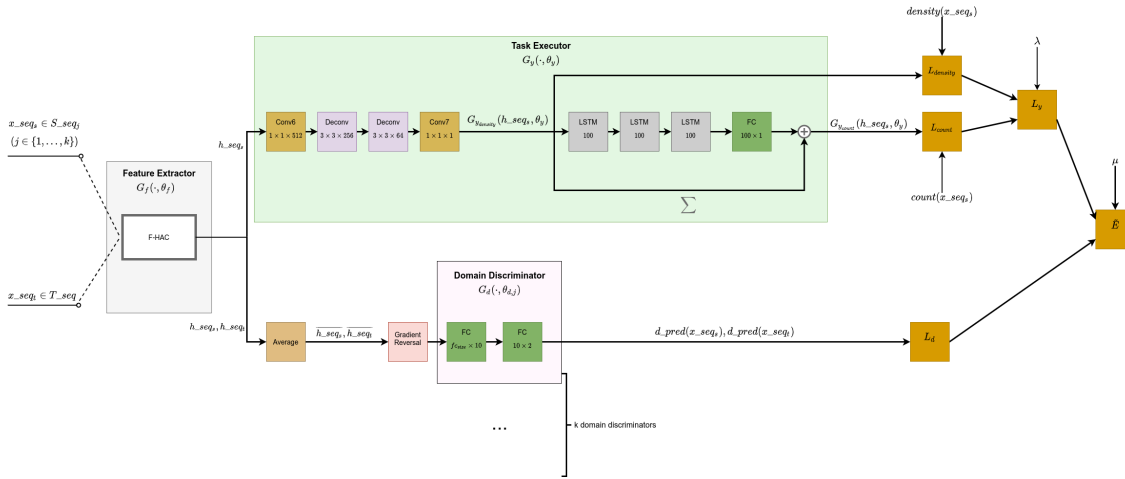 density(x_seq_s)
Task Executor
G_y(·, θ_y)
λ
L_density
L_y
x_seq_s ∈ S_seq_j
(j ∈ {1, . . . , k})
Conv6
1 × 1 × 512
Deconv
3 × 3 × 256
Deconv
3 × 3 × 64
Conv7
1 × 1 × 1
G_y_density(h_seq_s, θ_y)
LSTM
100
LSTM
100
LSTM
100
FC
100 × 1
+
G_y_count(h_seq_s, θ_y)
L_count
h_seq_s
Feature Extractor
G_f(·, θ_f)
μ
∑
count(x_seq_s)
F-HAC
Ẽ
Domain Discriminator
G_d(·, θ_d,j)
x_seq_t ∈ T_seq
h_seq_s, h_seq_t
Average
h_seq_s, h_seq_t
Gradient
Reversal
FC
fc_size × 10
FC
10 × 2
d_pred(x_seq_s), d_pred(x_seq_t)
L_d
...
k domain discriminators